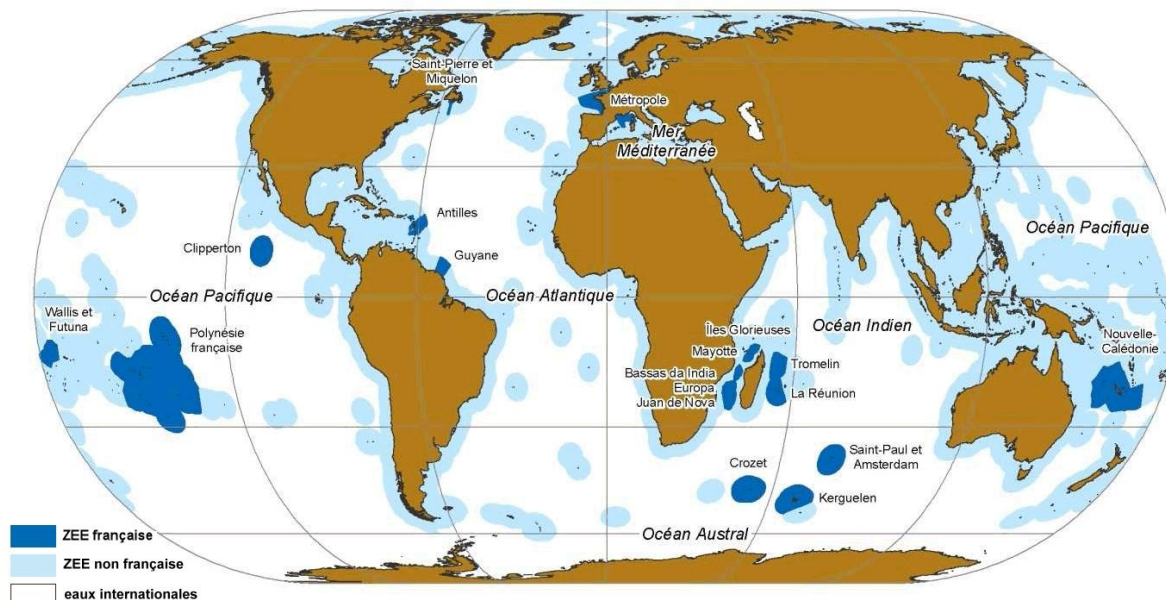 Saint-Pierre et
Miquelon
Métropole
Mer
Méditerranée
Antilles
Clipperton
Guyane
Océan Pacifique
Océan Pacifique
Océan Atlantique
Wallis et
Futuna
Polynésie
française
Îles Glorieuses
Océan Indien
Nouvelle-
Calédonie
Mayotte
Bassas da India
Tromelin
Europa
Juan de Nova
La Réunion
Saint-Paul et
Amsterdam
Crozet
Kerguelen
Océan Austral
ZEE française
ZEE non française
eaux internationales